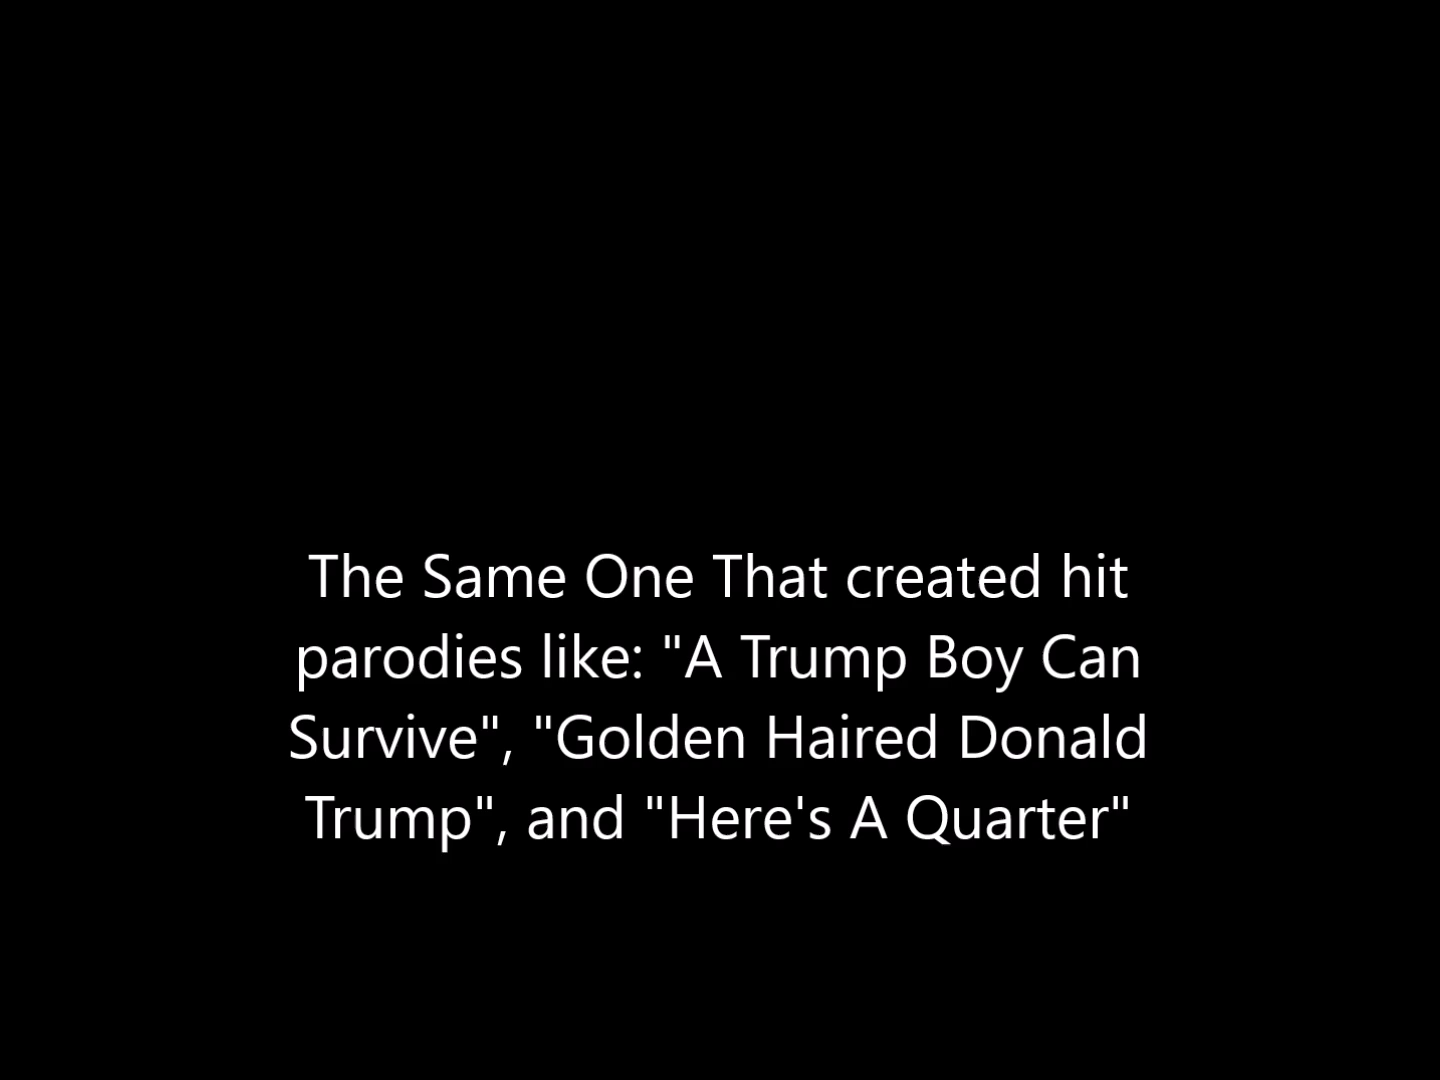 The Same One That created hit
parodies like: "A Trump Boy Can
Survive", "Golden Haired Donald
Trump", and "Here's A Quarter"